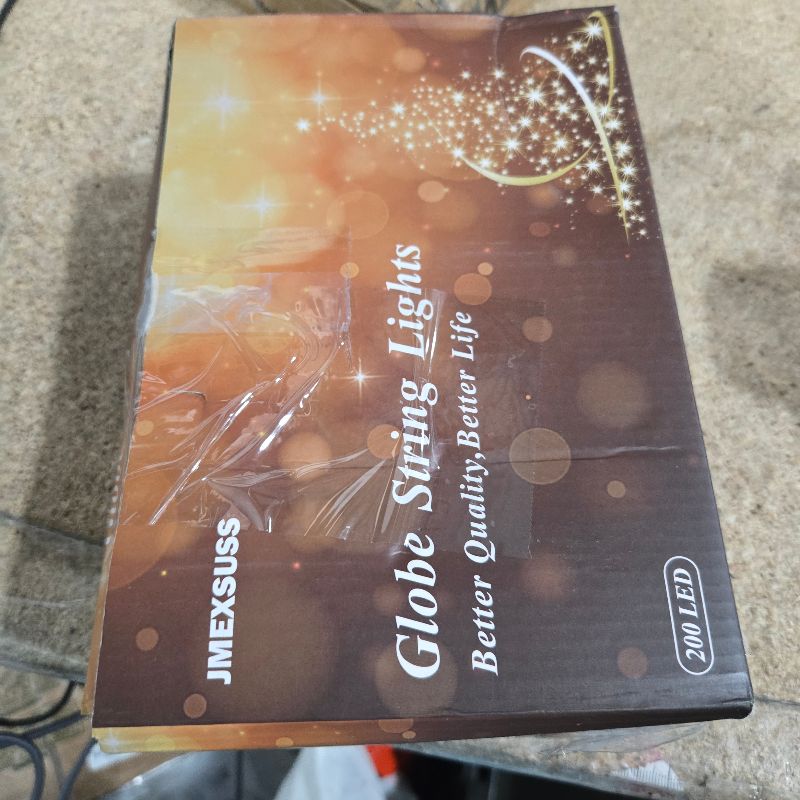 JMEXSUSS
Globe String Lights
Better Quality,Better Life
200 LED